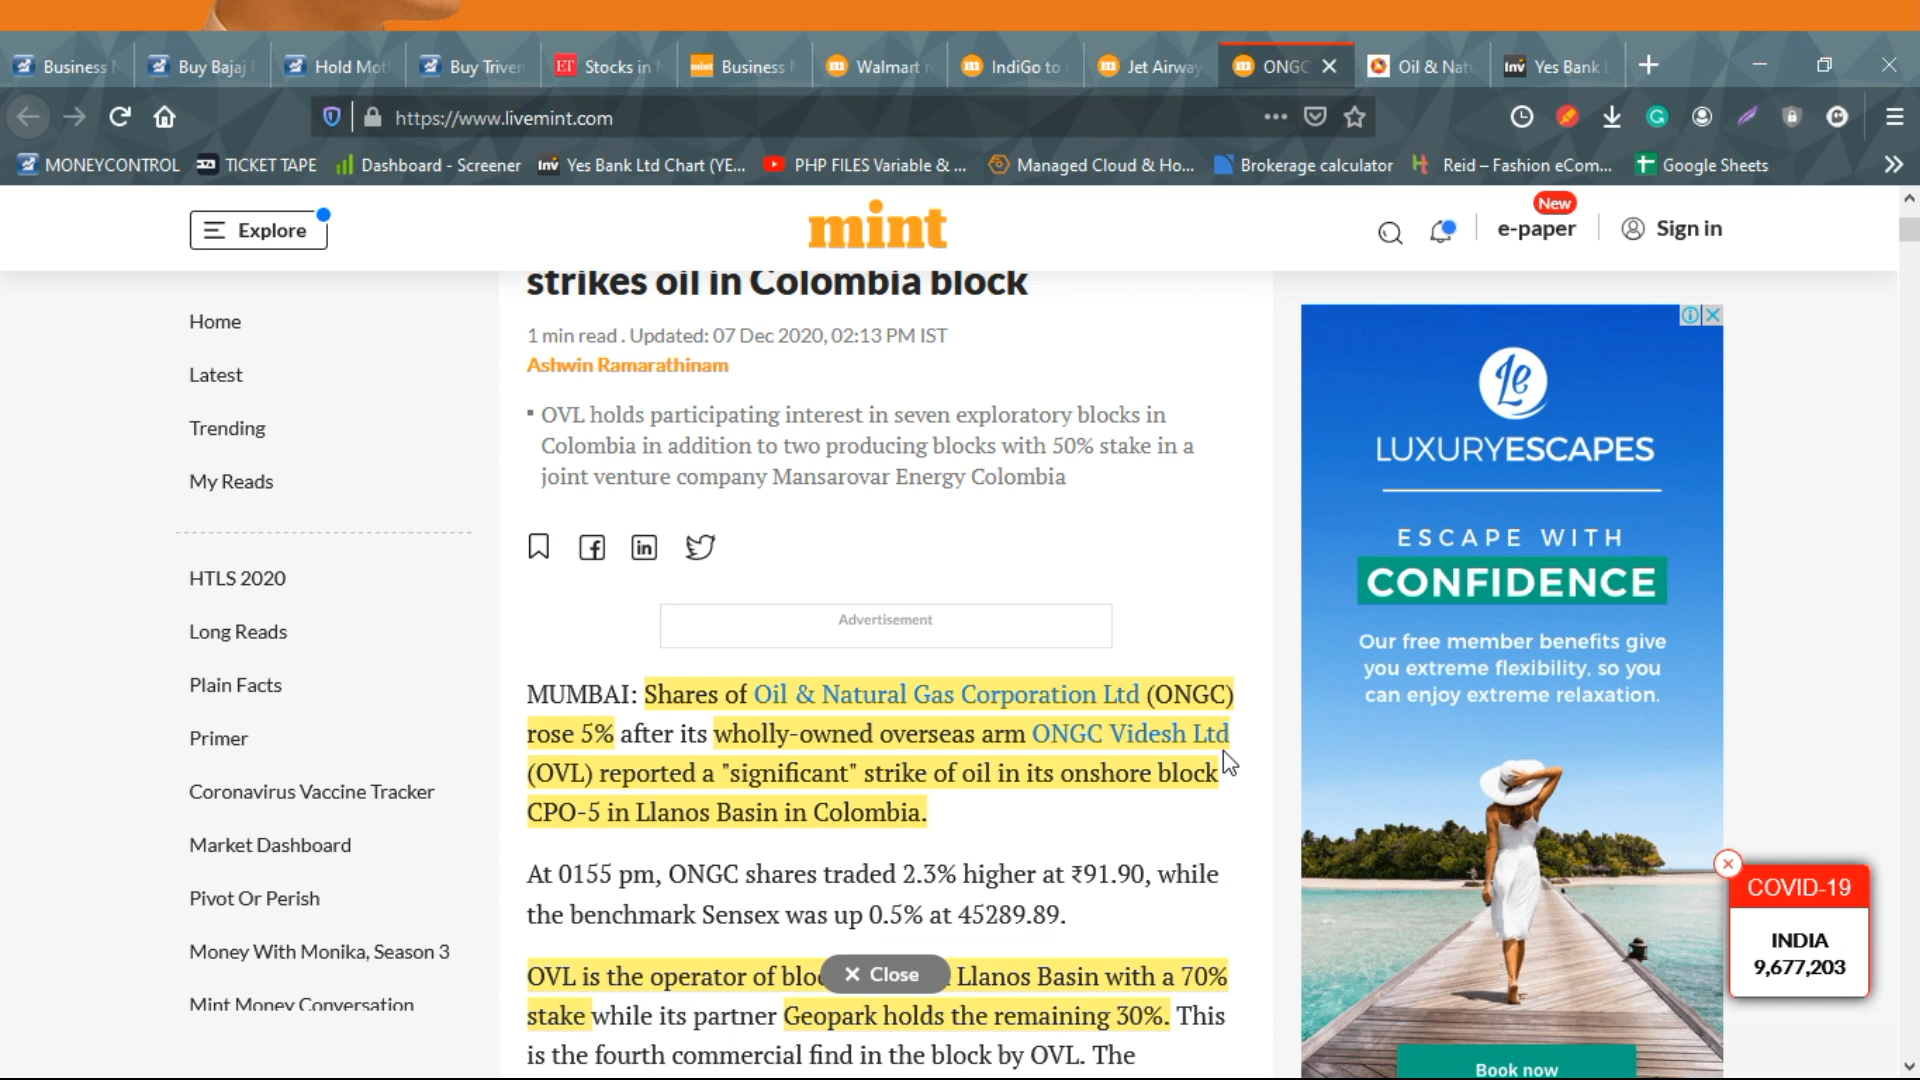 Business
Buy Bajaj
Hold Mot
Buy Triven
ET Stocks in
mint Business
Walmart
IndiGo to
Jet Airway
ONGC
Oil & Nat
Inv Yes Bank
https://www.livemint.com
MONEYCONTROL
TICKET TAPE
Dashboard - Screener
Inv Yes Bank Ltd Chart (YE...
PHP FILES Variable & ...
Managed Cloud & Ho...
Brokerage calculator
Reid – Fashion eCom...
Google Sheets
Explore
mint
New
e-paper
Sign in
strikes oil in Colombia block
1 min read . Updated: 07 Dec 2020, 02:13 PM IST
Ashwin Ramarathinam
▪ OVL holds participating interest in seven exploratory blocks in
Colombia in addition to two producing blocks with 50% stake in a
joint venture company Mansarovar Energy Colombia
Home
Latest
Trending
My Reads
HTLS 2020
Long Reads
Plain Facts
Primer
Coronavirus Vaccine Tracker
Market Dashboard
Pivot Or Perish
Money With Monika, Season 3
Mint Money Conversation
Advertisement
MUMBAI: Shares of Oil & Natural Gas Corporation Ltd (ONGC)
rose 5% after its wholly-owned overseas arm ONGC Videsh Ltd
(OVL) reported a "significant" strike of oil in its onshore block
CPO-5 in Llanos Basin in Colombia.
At 0155 pm, ONGC shares traded 2.3% higher at ₹91.90, while
the benchmark Sensex was up 0.5% at 45289.89.
OVL is the operator of Llanos Basin with a 70%
× Close
stake while its partner Geopark holds the remaining 30%. This
is the fourth commercial find in the block by OVL. The
Le
LUXURYESCAPES
ESCAPE WITH
CONFIDENCE
Our free member benefits give
you extreme flexibility, so you
can enjoy extreme relaxation.
Book now
COVID-19
INDIA
9,677,203